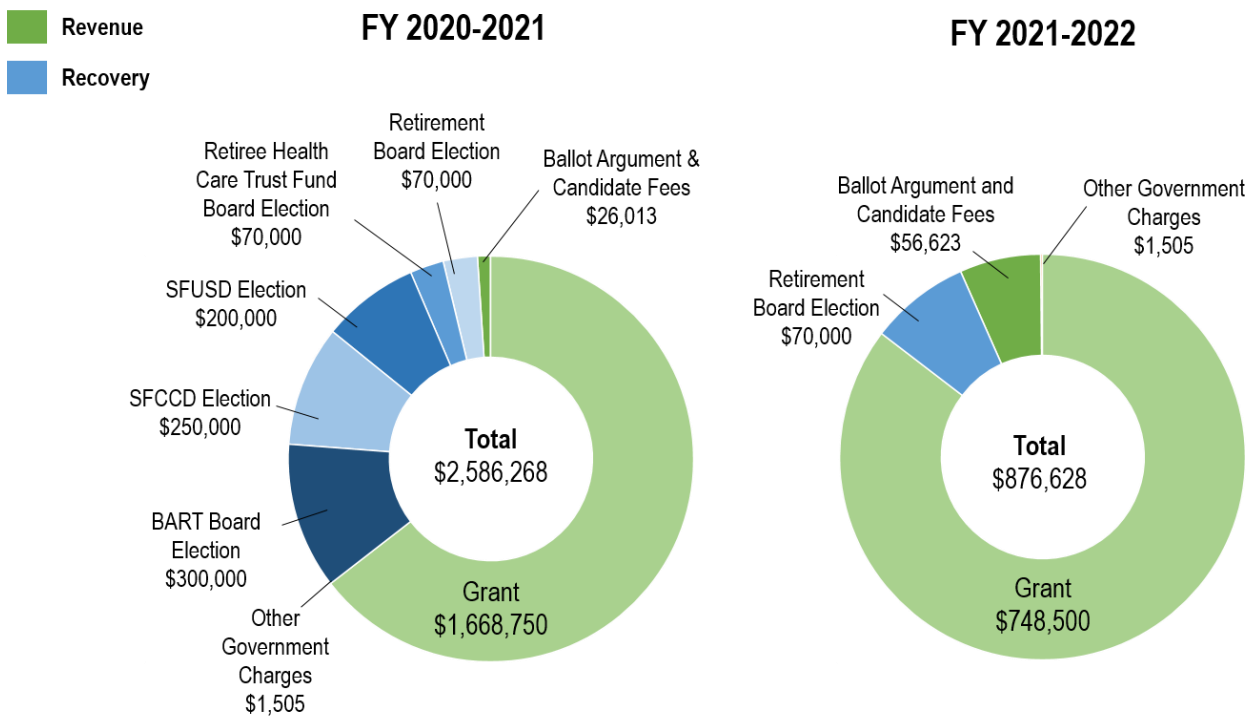 Revenue
Recovery
FY 2020-2021
Retirement
Board Election
$70,000
Retiree Health
Care Trust Fund
Board Election
$70,000
Ballot Argument &
Candidate Fees
$26,013
SFUSD Election
$200,000
SFCCD Election
$250,000
Total
$2,586,268
BART Board
Election
$300,000
Grant
$1,668,750
Other
Government
Charges
$1,505
FY 2021-2022
Ballot Argument and
Candidate Fees
$56,623
Other Government
Charges
$1,505
Retirement
Board Election
$70,000
Total
$876,628
Grant
$748,500